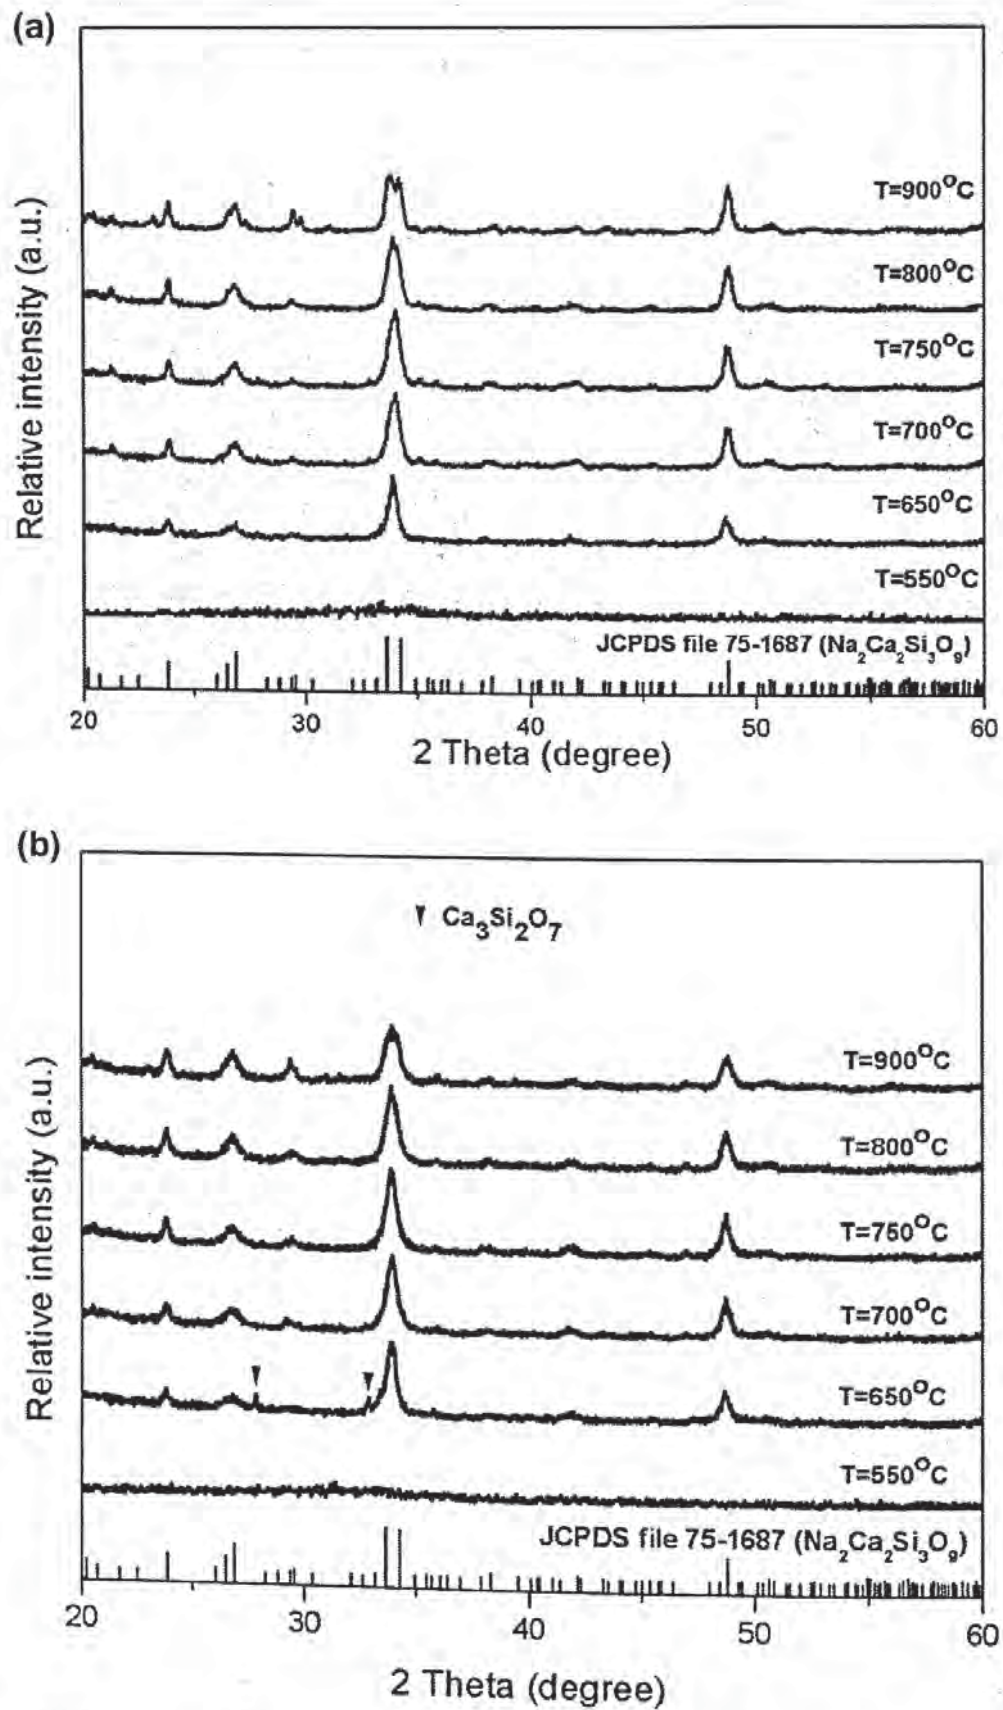 (a)
Relative intensity (a.u.)
T=900°C
T=800°C
T=750°C
T=700°C
T=650°C
T=550°C
JCPDS file 75-1687 (Na₂Ca₂Si₃O₉)
20 30 40 50 60
2 Theta (degree)
(b)
Ca₃Si₂O₇
Relative intensity (a.u.)
T=900°C
T=800°C
T=750°C
T=700°C
T=650°C
T=550°C
JCPDS file 75-1687 (Na₂Ca₂Si₃O₉)
20 30 40 50 60
2 Theta (degree)